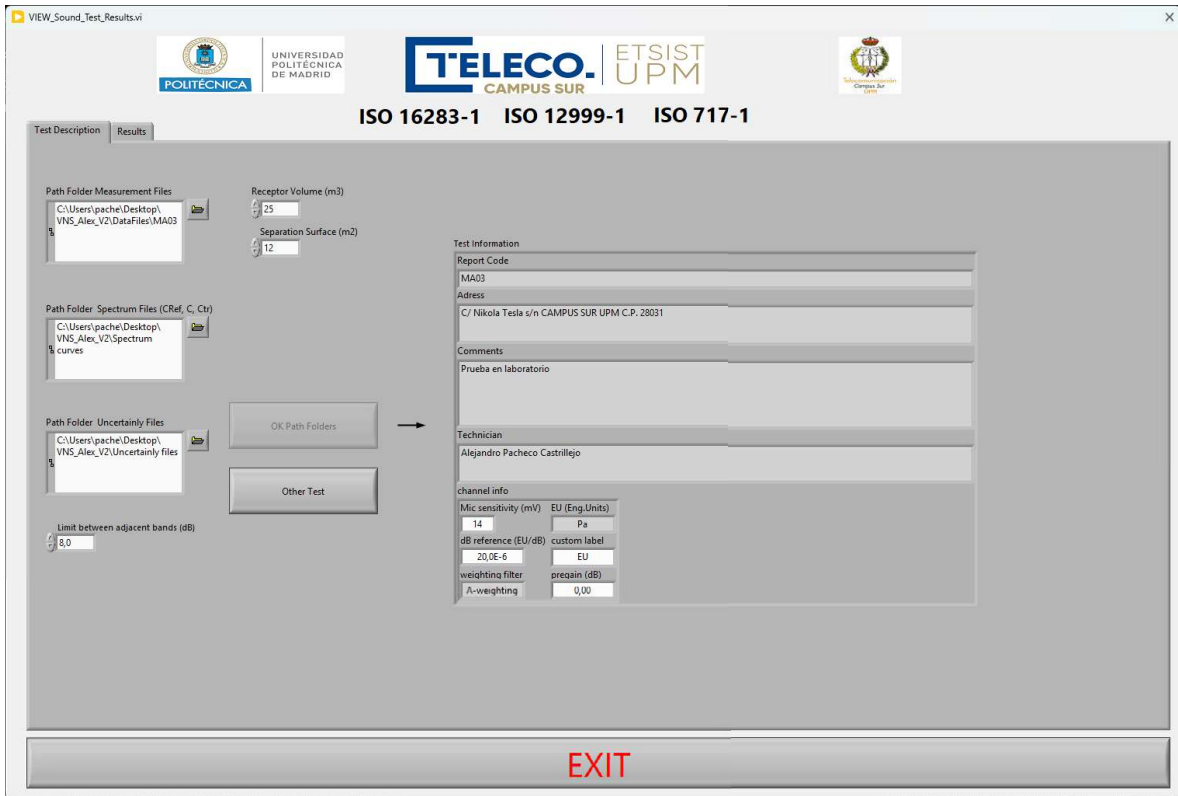 VIEW_Sound_Test_Results.vi
POLITÉCNICA
UNIVERSIDAD
POLITÉCNICA
DE MADRID
TELECO.
CAMPUS SUR
ETSIST
UPM
Telecomunicación
Campus Sur
UPM
ISO 16283-1 ISO 12999-1 ISO 717-1
Test Description Results
Path Folder Measurement Files
C:\Users\pache\Desktop\
VNS_Alex_V2\DataFiles\MA03
Receptor Volume (m3)
25
Separation Surface (m2)
12
Path Folder Spectrum Files (CRef, C, Ctr)
C:\Users\pache\Desktop\
VNS_Alex_V2\Spectrum
curves
Path Folder Uncertainly Files
C:\Users\pache\Desktop\
VNS_Alex_V2\Uncertainly files
OK Path Folders
Other Test
Limit between adjacent bands (dB)
8,0
Test Information
Report Code
MA03
Adress
C/ Nikola Tesla s/n CAMPUS SUR UPM C.P. 28031
Comments
Prueba en laboratorio
Technician
Alejandro Pacheco Castrillejo
channel info
Mic sensitivity (mV) EU (Eng.Units)
14 Pa
dB reference (EU/dB) custom label
20,0E-6 EU
weighting filter pregain (dB)
A-weighting 0,00
EXIT